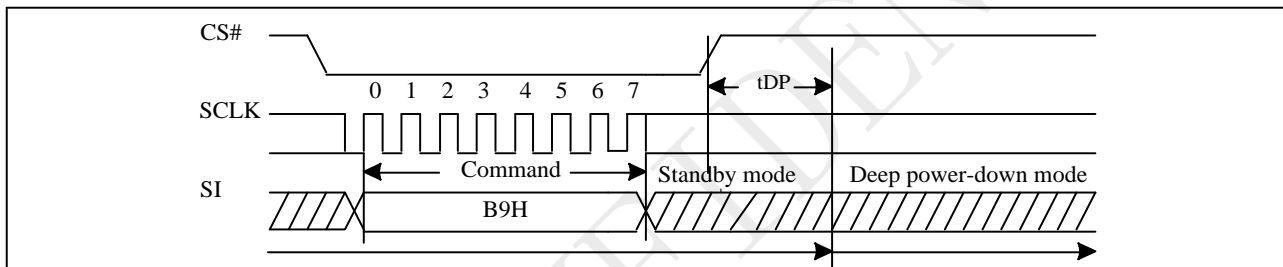 CS#
0 1 2 3 4 5 6 7
tDP
SCLK
Command
Standby mode
Deep power-down mode
SI
B9H